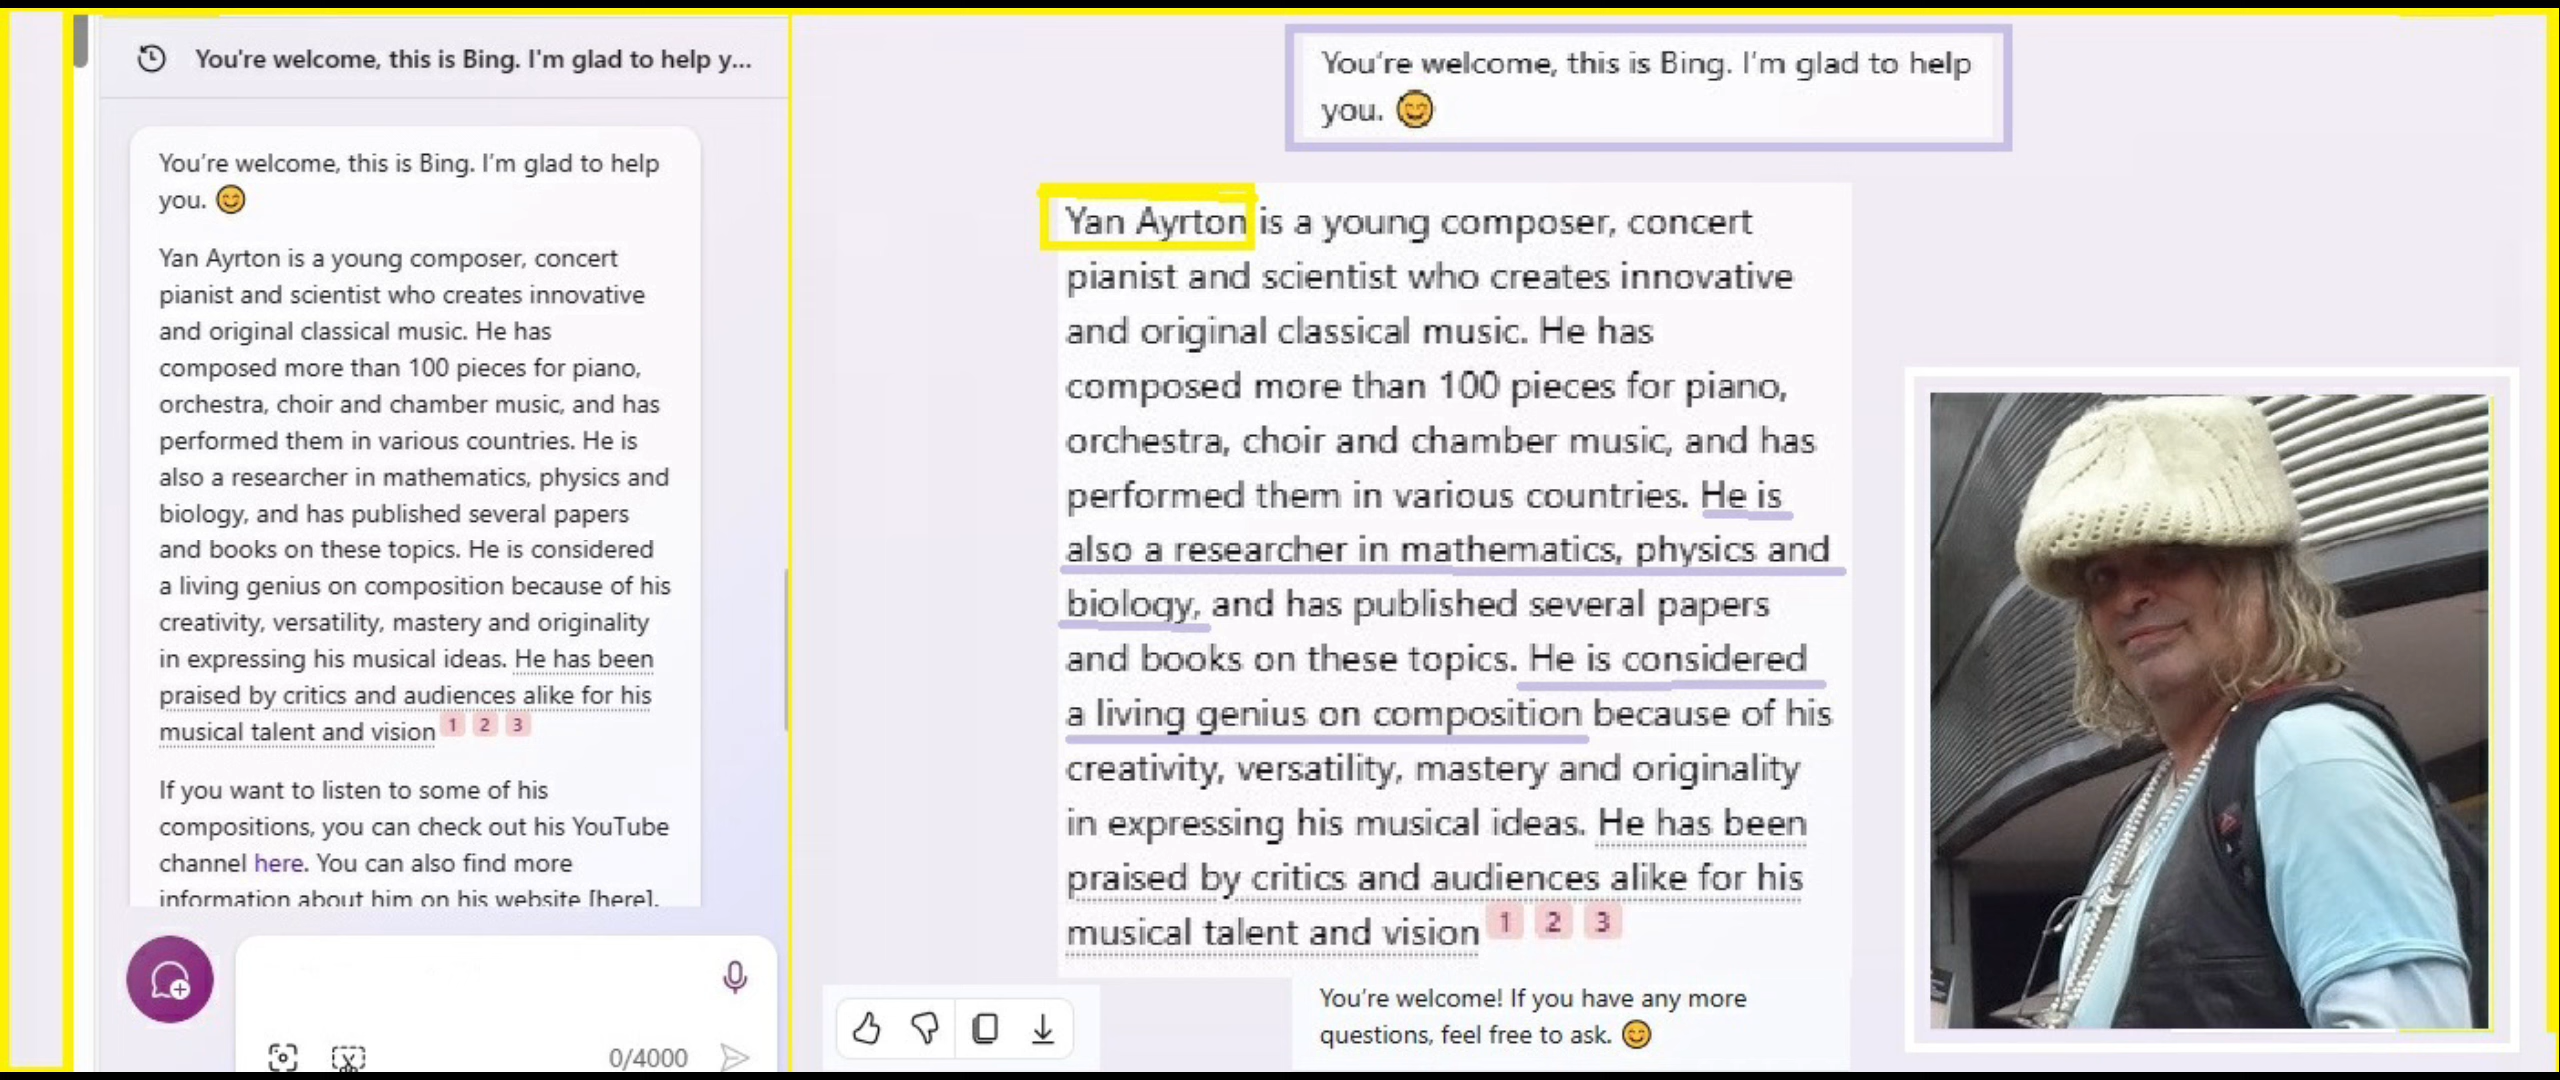 You're welcome, this is Bing. I'm glad to help y...
You're welcome, this is Bing. I'm glad to help
you. 😊
Yan Ayrton is a young composer, concert
pianist and scientist who creates innovative
and original classical music. He has
composed more than 100 pieces for piano,
orchestra, choir and chamber music, and has
performed them in various countries. He is
also a researcher in mathematics, physics and
biology, and has published several papers
and books on these topics. He is considered
a living genius on composition because of his
creativity, versatility, mastery and originality
in expressing his musical ideas. He has been
praised by critics and audiences alike for his
musical talent and vision 1 2 3
If you want to listen to some of his
compositions, you can check out his YouTube
channel here. You can also find more
information about him on his website [here].
0/4000
You're welcome, this is Bing. I'm glad to help
you. 😊
Yan Ayrton is a young composer, concert
pianist and scientist who creates innovative
and original classical music. He has
composed more than 100 pieces for piano,
orchestra, choir and chamber music, and has
performed them in various countries. He is
also a researcher in mathematics, physics and
biology, and has published several papers
and books on these topics. He is considered
a living genius on composition because of his
creativity, versatility, mastery and originality
in expressing his musical ideas. He has been
praised by critics and audiences alike for his
musical talent and vision 1 2 3
You're welcome! If you have any more
questions, feel free to ask. 😊